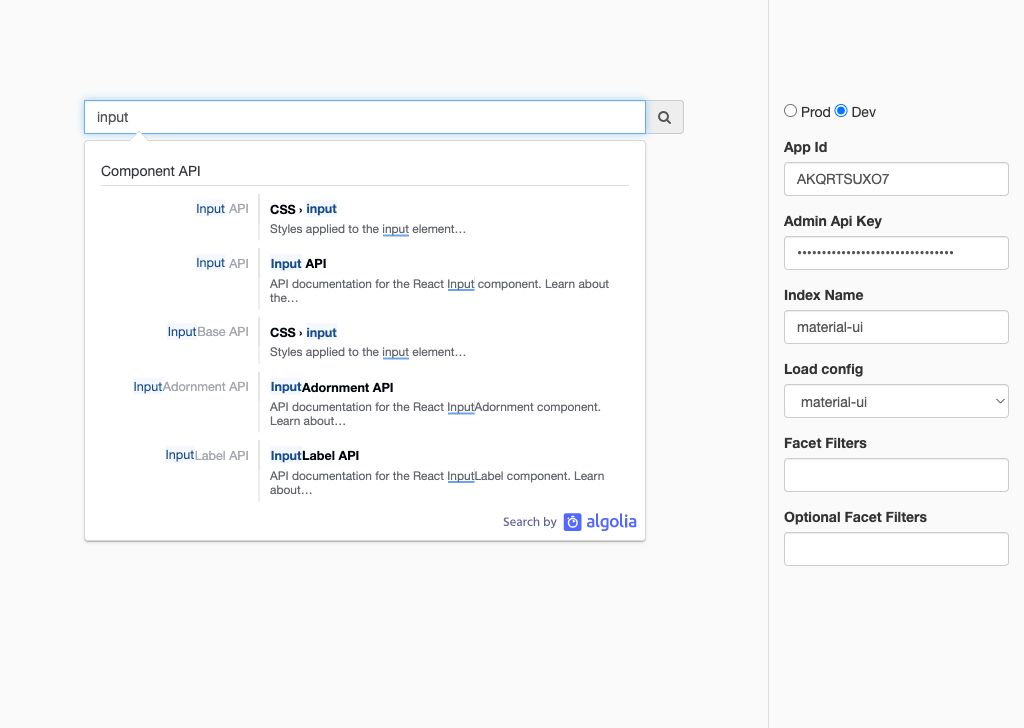 input
Component API
Input API
CSS › input
Styles applied to the input element…
Input API
Input API
API documentation for the React Input component. Learn about
the…
InputBase API
CSS › input
Styles applied to the input element…
InputAdornment API
InputAdornment API
API documentation for the React InputAdornment component.
Learn about…
InputLabel API
InputLabel API
API documentation for the React InputLabel component. Learn
about…
Search by algolia
Prod Dev
App Id
AKQRTSUXO7
Admin Api Key
••••••••••••••••••••••••••••••••
Index Name
material-ui
Load config
material-ui
Facet Filters
Optional Facet Filters